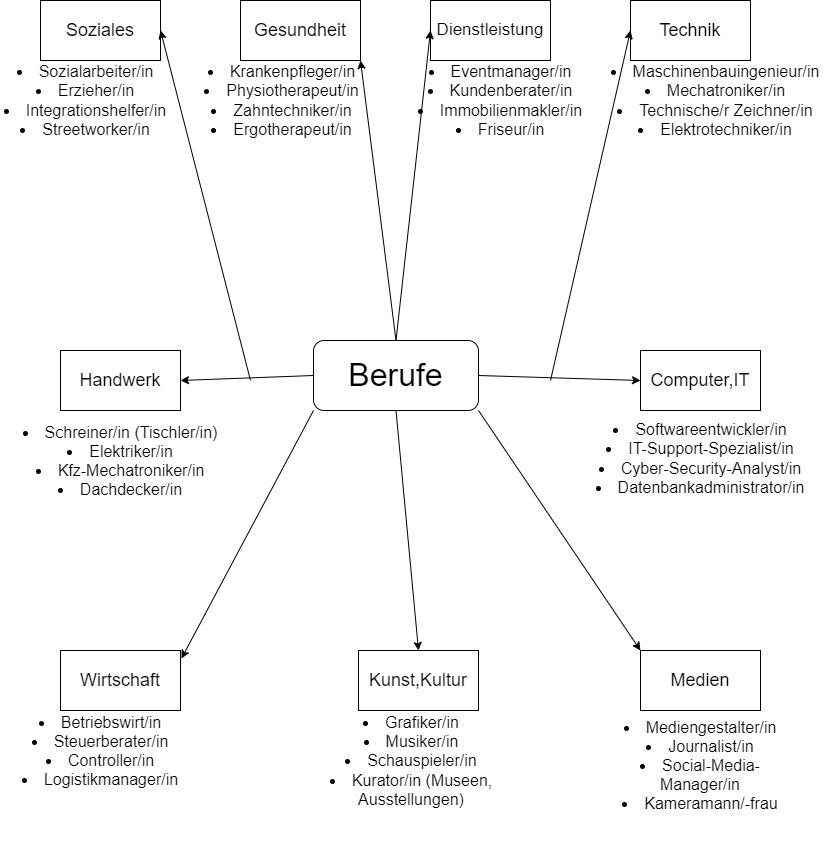 Soziales
• Sozialarbeiter/in
• Erzieher/in
• Integrationshelfer/in
• Streetworker/in
Gesundheit
• Krankenpfleger/in
• Physiotherapeut/in
• Zahntechniker/in
• Ergotherapeut/in
Dienstleistung
• Eventmanager/in
• Kundenberater/in
• Immobilienmakler/in
• Friseur/in
Technik
• Maschinenbauingenieur/in
• Mechatroniker/in
• Technische/r Zeichner/in
• Elektrotechniker/in
Berufe
Handwerk
• Schreiner/in (Tischler/in)
• Elektriker/in
• Kfz-Mechatroniker/in
• Dachdecker/in
Computer,IT
• Softwareentwickler/in
• IT-Support-Spezialist/in
• Cyber-Security-Analyst/in
• Datenbankadministrator/in
Wirtschaft
• Betriebswirt/in
• Steuerberater/in
• Controller/in
• Logistikmanager/in
Kunst,Kultur
• Grafiker/in
• Musiker/in
• Schauspieler/in
• Kurator/in (Museen,
Ausstellungen)
Medien
• Mediengestalter/in
• Journalist/in
• Social-Media-
Manager/in
• Kameramann/-frau